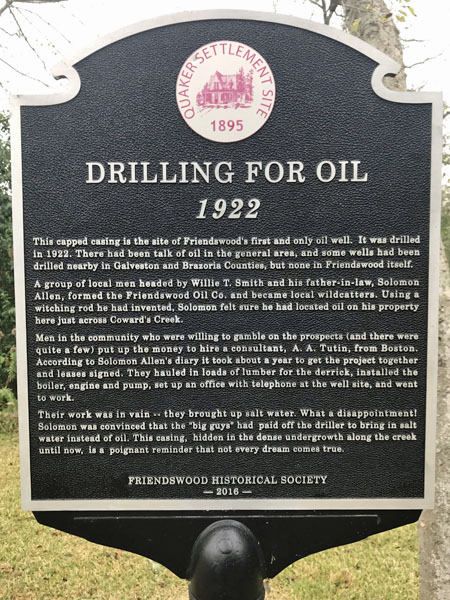 QUAKER SETTLEMENT SITE
1895
DRILLING FOR OIL
1922
This capped casing is the site of Friendswood's first and only oil well. It was drilled
in 1922. There had been talk of oil in the general area, and some wells had been
drilled nearby in Galveston and Brazoria Counties, but none in Friendswood itself.
A group of local men headed by Willie T. Smith and his father-in-law, Solomon
Allen, formed the Friendswood Oil Co. and became local wildcatters. Using a
witching rod he had invented, Solomon felt sure he had located oil on his property
here just across Coward's Creek.
Men in the community who were willing to gamble on the prospects (and there were
quite a few) put up the money to hire a consultant, A. A. Tutin, from Boston.
According to Solomon Allen's diary it took about a year to get the project together
and leases signed. They hauled in loads of lumber for the derrick, installed the
boiler, engine and pump, set up an office with telephone at the well site, and went
to work.
Their work was in vain -- they brought up salt water. What a disappointment!
Solomon was convinced that the "big guys" had paid off the driller to bring in salt
water instead of oil. This casing, hidden in the dense undergrowth along the creek
until now, is a poignant reminder that not every dream comes true.
FRIENDSWOOD HISTORICAL SOCIETY
— 2016 —